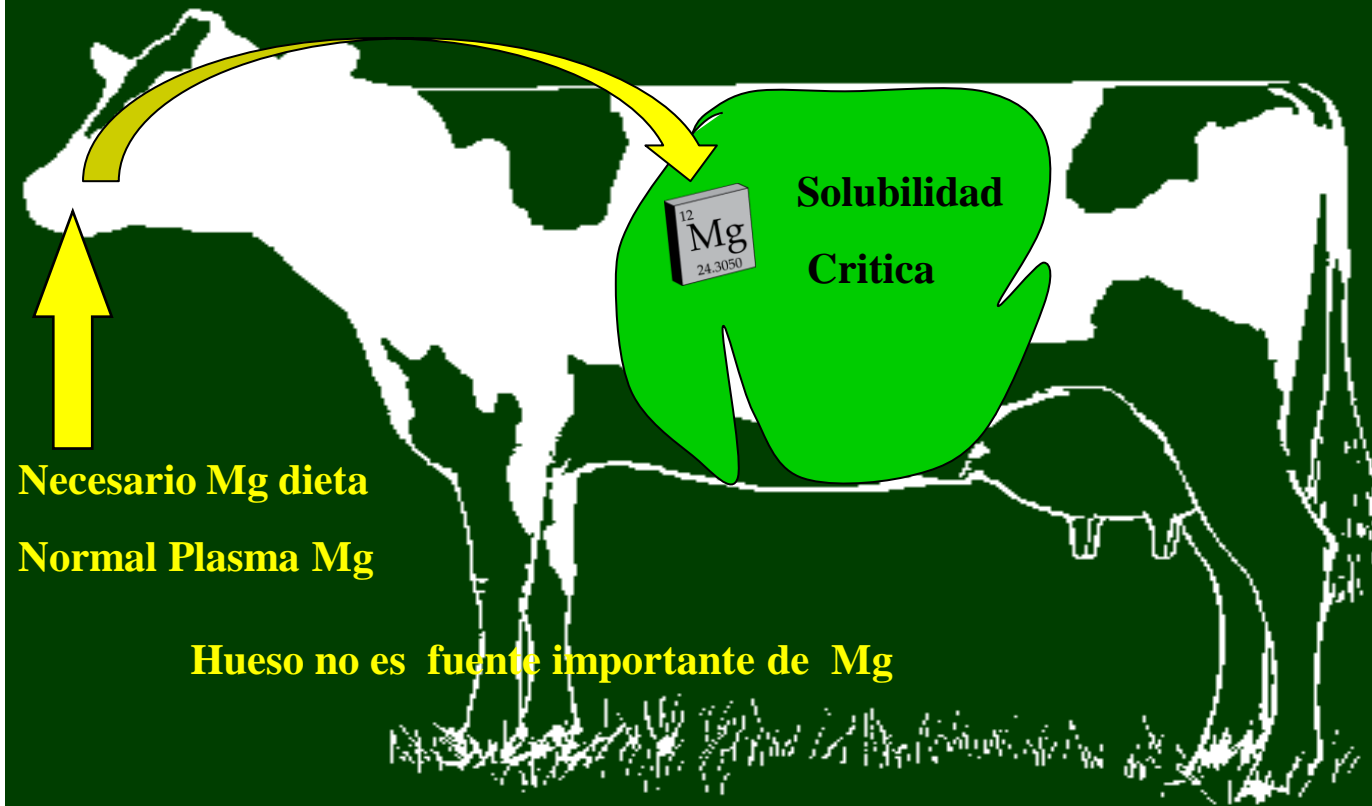 Solubilidad
Critica
12
Mg
24.3050
Necesario Mg dieta
Normal Plasma Mg
Hueso no es fuente importante de Mg